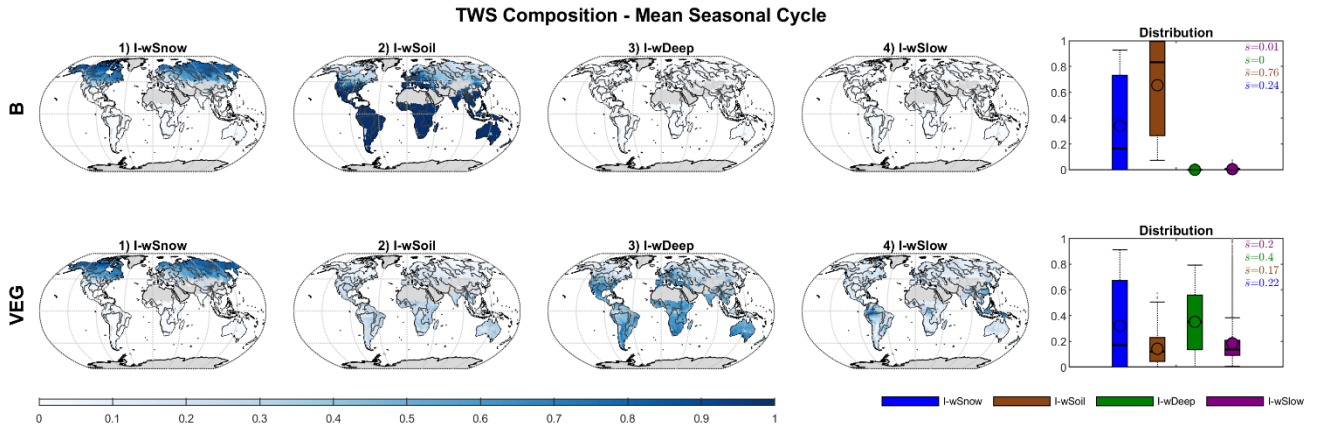 TWS Composition - Mean Seasonal Cycle
B
1) I-wSnow
2) I-wSoil
3) I-wDeep
4) I-wSlow
Distribution
1
0.8
0.6
0.4
0.2
0
s̄=0.01
s̄=0
s̄=0.76
s̄=0.24
VEG
1) I-wSnow
2) I-wSoil
3) I-wDeep
4) I-wSlow
Distribution
1
0.8
0.6
0.4
0.2
0
s̄=0.2
s̄=0.4
s̄=0.17
s̄=0.22
0 0.1 0.2 0.3 0.4 0.5 0.6 0.7 0.8 0.9 1
I-wSnow I-wSoil I-wDeep I-wSlow